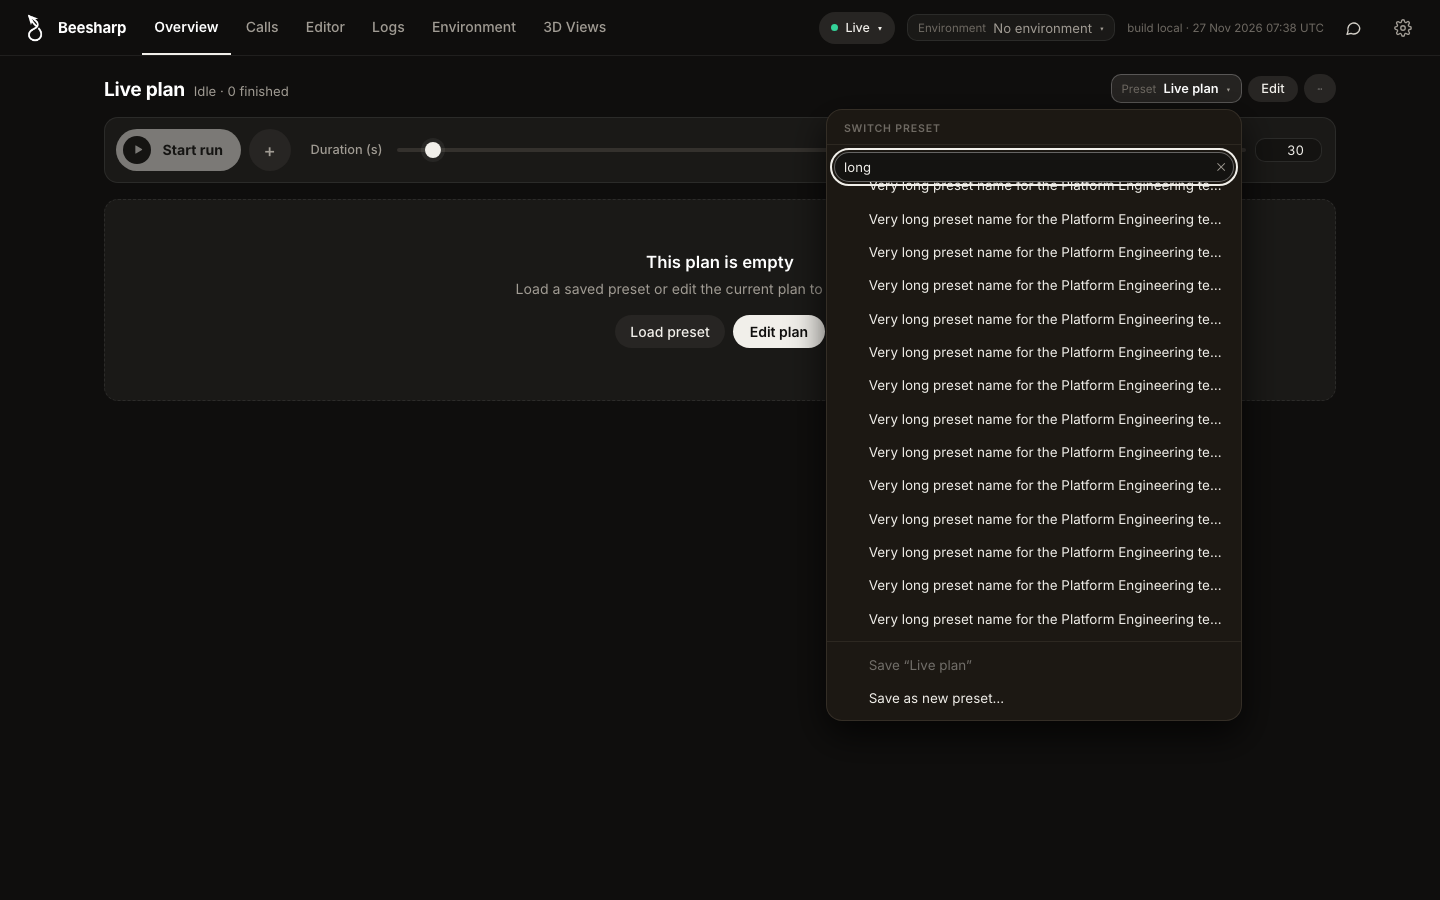 Beesharp Overview Calls Editor Logs Environment 3D Views Live Environment No environment build local · 27 Nov 2026 07:38 UTC
Live plan Idle · 0 finished Preset Live plan Edit
SWITCH PRESET
Start run + Duration (s) 30
long
Very long preset name for the Platform Engineering te...
Very long preset name for the Platform Engineering te...
Very long preset name for the Platform Engineering te...
Very long preset name for the Platform Engineering te...
Very long preset name for the Platform Engineering te...
Very long preset name for the Platform Engineering te...
Very long preset name for the Platform Engineering te...
Very long preset name for the Platform Engineering te...
Very long preset name for the Platform Engineering te...
Very long preset name for the Platform Engineering te...
Very long preset name for the Platform Engineering te...
Very long preset name for the Platform Engineering te...
Very long preset name for the Platform Engineering te...
Very long preset name for the Platform Engineering te...
Save “Live plan”
Save as new preset...
This plan is empty
Load a saved preset or edit the current plan to
Load preset Edit plan